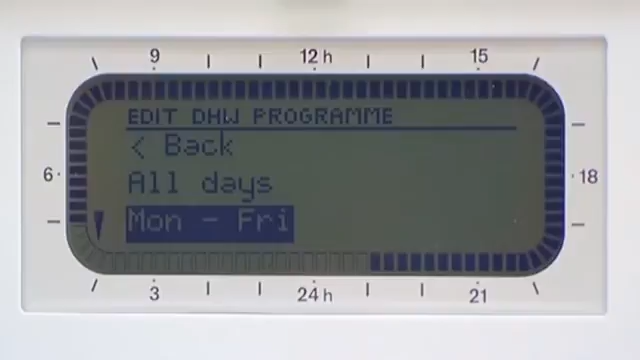 9 12 h 15
EDIT DHW PROGRAMME
< Back
All days
Mon - Fri
6 18
3 24 h 21